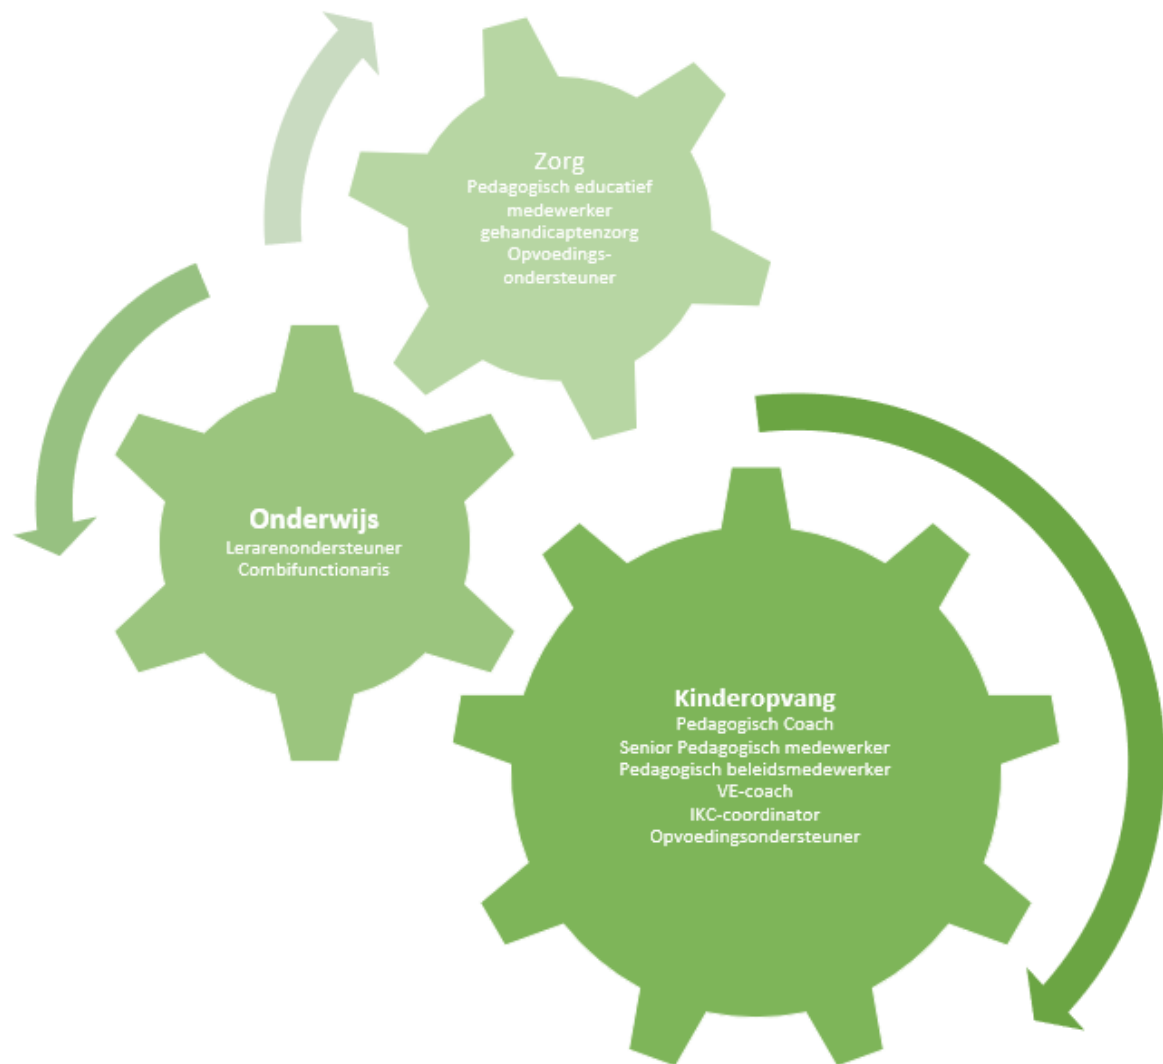 Zorg
Pedagogisch educatief
medewerker
gehandicaptenzorg
Opvoedings-
ondersteuner
Onderwijs
Lerarenondersteuner
Combifunctionaris
Kinderopvang
Pedagogisch Coach
Senior Pedagogisch medewerker
Pedagogisch beleidsmedewerker
VE-coach
IKC-coordinator
Opvoedingsondersteuner